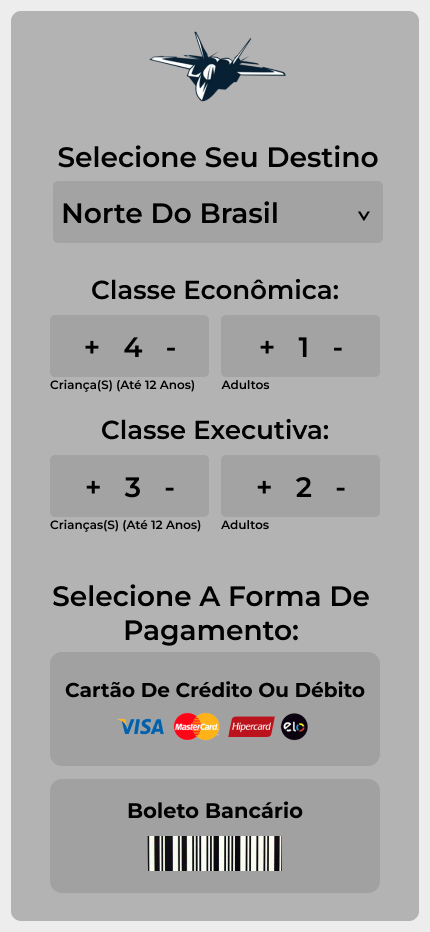 Selecione Seu Destino
Norte Do Brasil v
Classe Econômica:
+ 4 - + 1 -
Criança(S) (Até 12 Anos) Adultos
Classe Executiva:
+ 3 - + 2 -
Crianças(S) (Até 12 Anos) Adultos
Selecione A Forma De
Pagamento:
Cartão De Crédito Ou Débito
VISA MasterCard Hipercard elo
Boleto Bancário